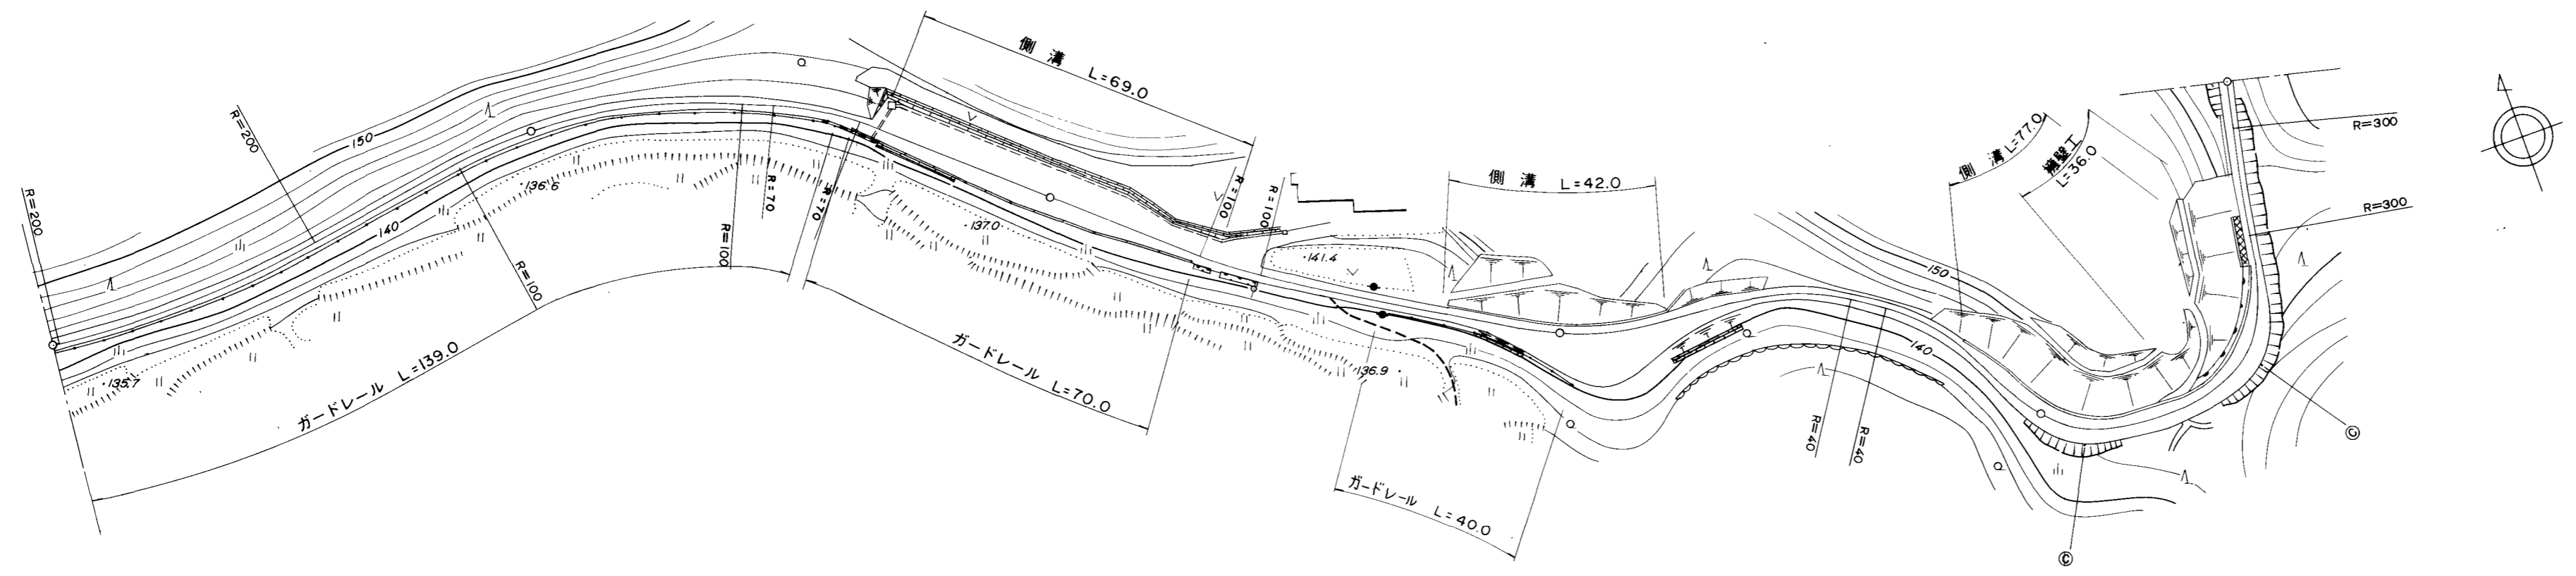 側溝 L=69.0
R=200
150
R=200
136.6
140
R=100
R=70
R=100
R=70
137.0
R=100
R=100
141.4
側溝 L=42.0
側溝 L=77.0
擁壁工
L=36.0
R=300
R=300
150
140
135.7
ガードレール L=139.0
ガードレール L=70.0
136.9
ガードレール L=40.0
R=40
R=40
Ⓒ
Ⓒ